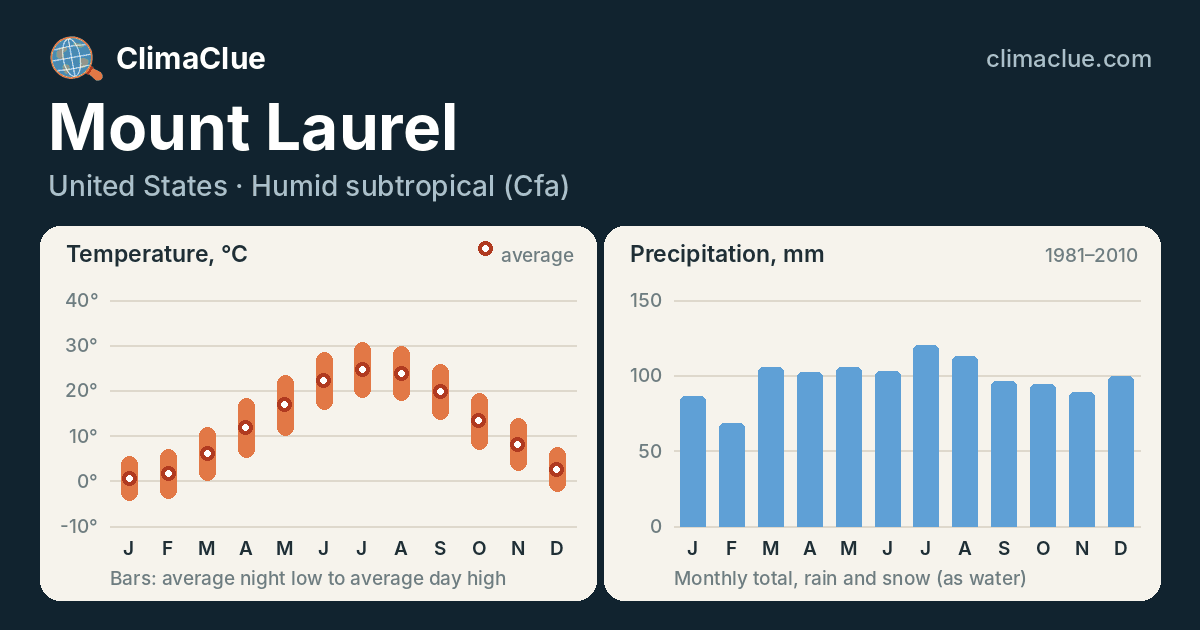 ClimaClue
climaclue.com
Mount Laurel
United States · Humid subtropical (Cfa)
Temperature, °C
average
40°
30°
20°
10°
0°
-10°
J F M A M J J A S O N D
Bars: average night low to average day high
Precipitation, mm
1981–2010
150
100
50
0
J F M A M J J A S O N D
Monthly total, rain and snow (as water)